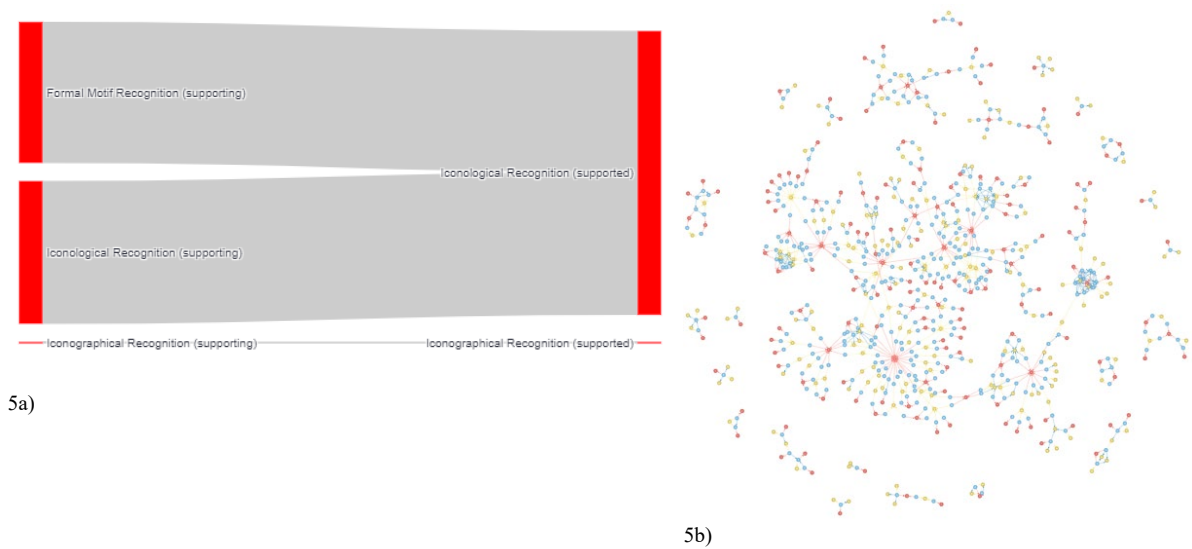 Formal Motif Recognition (supporting)
Iconological Recognition (supported)
Iconological Recognition (supporting)
Iconographical Recognition (supporting)
Iconographical Recognition (supported)
5a)
5b)